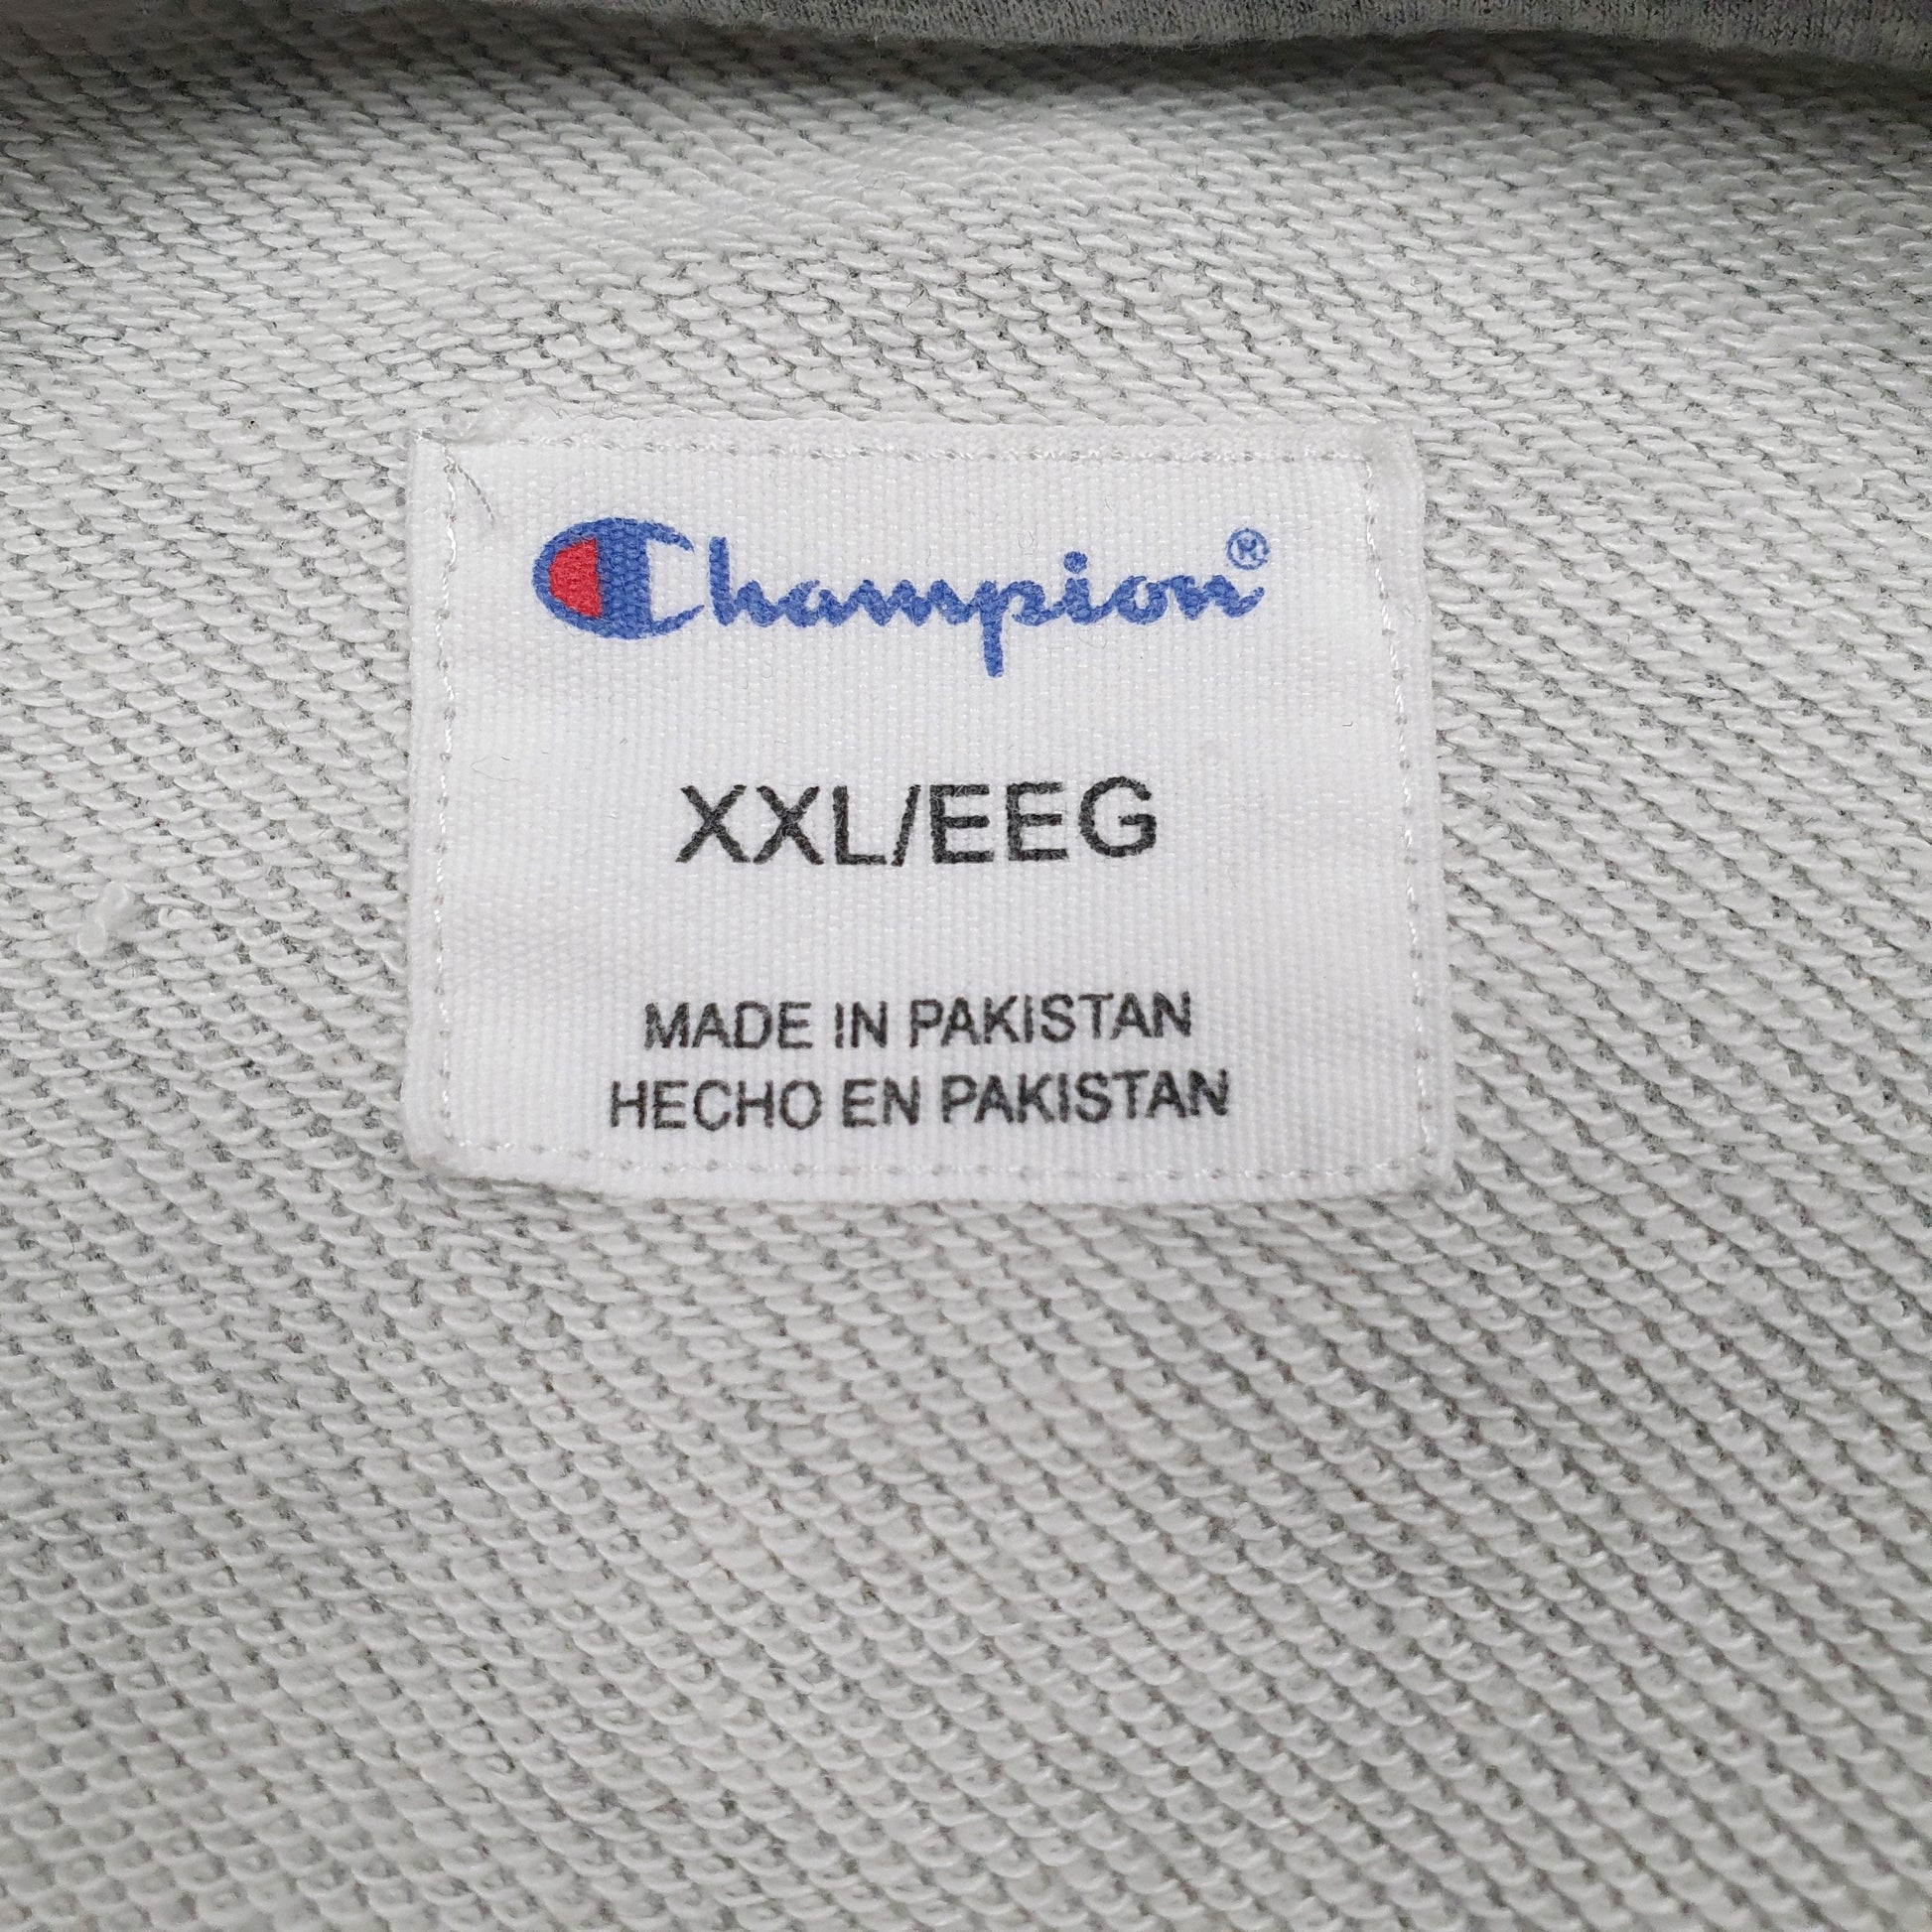 Champion®
XXL/EEG
MADE IN PAKISTAN
HECHO EN PAKISTAN